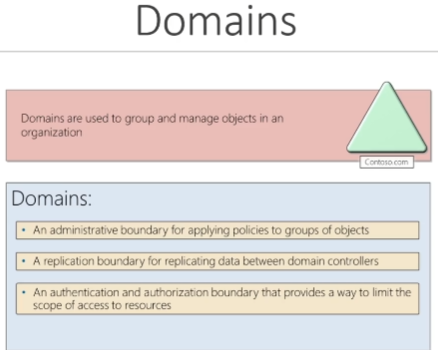 Domains
Domains are used to group and manage objects in an
organization
Contoso.com
Domains:
• An administrative boundary for applying policies to groups of objects
• A replication boundary for replicating data between domain controllers
• An authentication and authorization boundary that provides a way to limit the
scope of access to resources